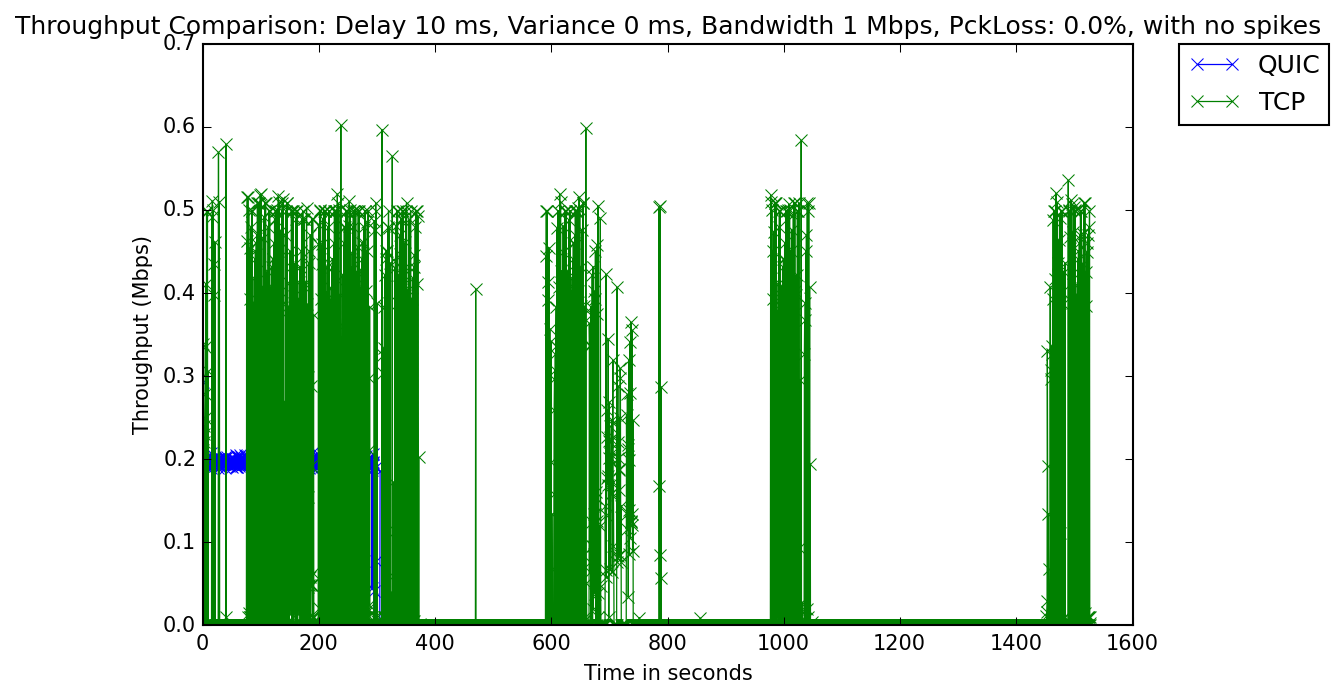 Throughput Comparison: Delay 10 ms, Variance 0 ms, Bandwidth 1 Mbps, PckLoss: 0.0%, with no spikes
QUIC
TCP
0.7
0.6
0.5
0.4
0.3
0.2
0.1
0.0
Throughput (Mbps)
0 200 400 600 800 1000 1200 1400 1600
Time in seconds